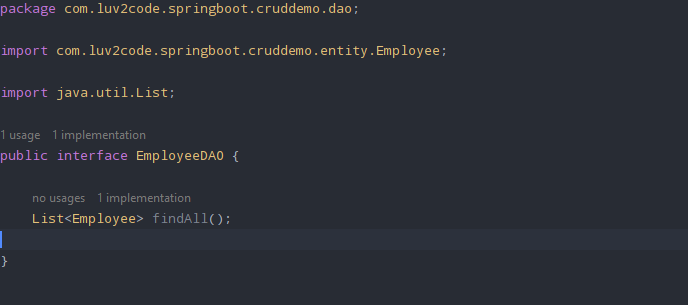 package com.luv2code.springboot.cruddemo.dao;
import com.luv2code.springboot.cruddemo.entity.Employee;
import java.util.List;
1 usage 1 implementation
public interface EmployeeDAO {
no usages 1 implementation
List<Employee> findAll();
}